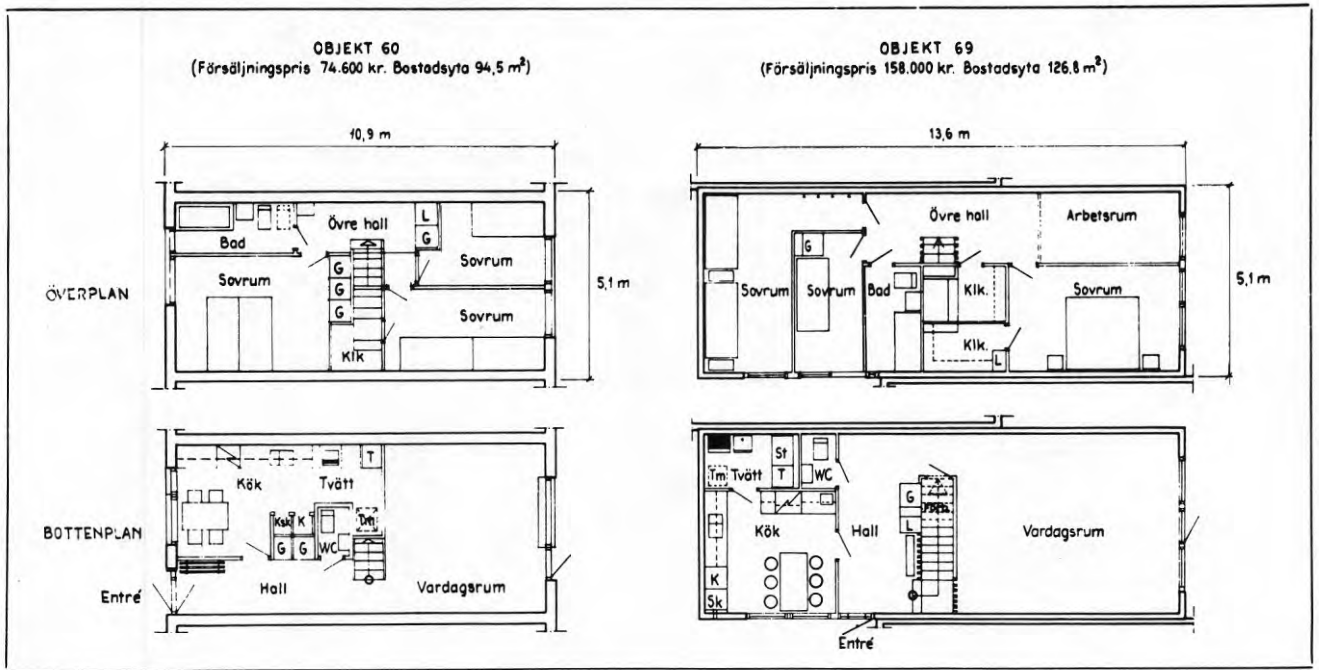 OBJEKT 60
(Försäljningspris 74.600 kr. Bostadsyta 94,5 m²)
OBJEKT 69
(Försäljningspris 158.000 kr. Bostadsyta 126,8 m²)
10,9 m
13,6 m
ÖVERPLAN
Bad
Övre hall
L
G
Sovrum
Sovrum
G
G
G
Sovrum
Klk
5,1 m
Övre hall
Arbetsrum
G
Sovrum
Sovrum
Bad
Klk.
Sovrum
Klk.
L
5,1 m
BOTTENPLAN
T
Kök
Tvätt
Ksk
K
Tm
G
G
WC
Hall
Vardagsrum
Entré
St
Tm
Tvätt
T
WC
G
Kök
L
Hall
Vardagsrum
K
Sk
Entré